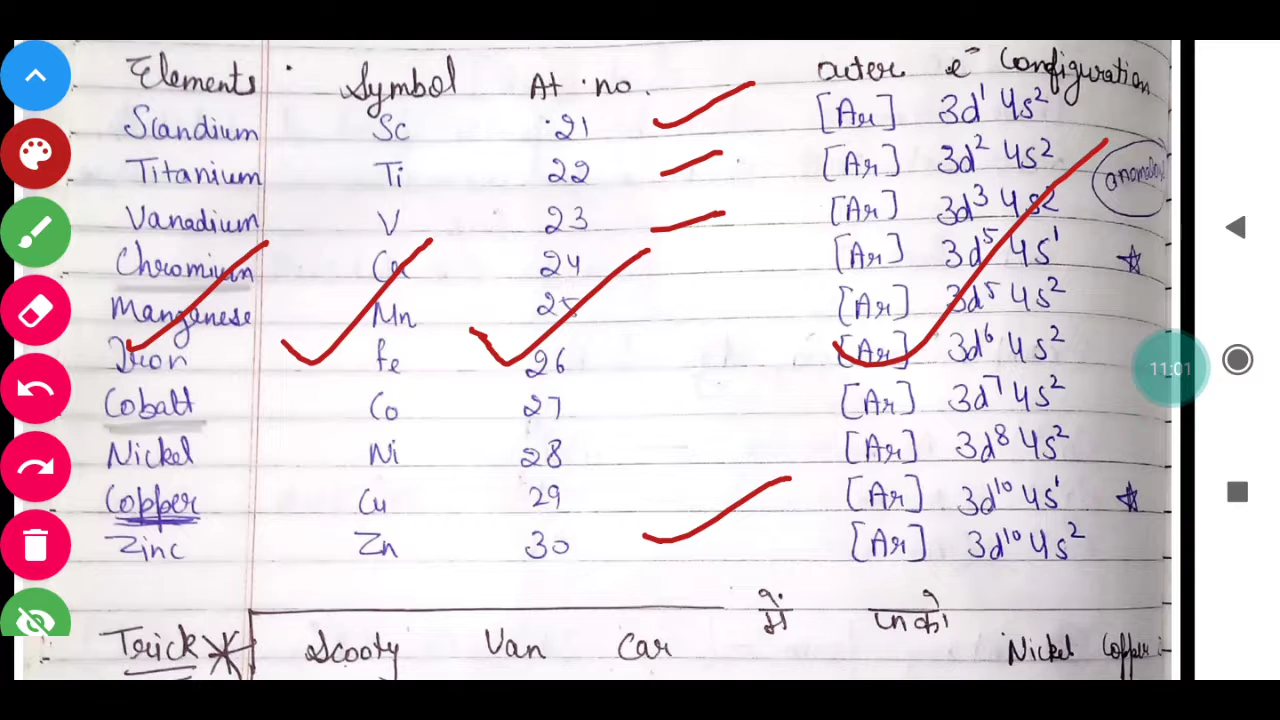 Elements Symbol At. no. outer e⁻ Configuration
Scandium Sc 21 [Ar] 3d¹ 4s²
Titanium Ti 22 [Ar] 3d² 4s²
Vanadium V 23 [Ar] 3d³ 4s²
Chromium Cr 24 [Ar] 3d⁵ 4s¹
Manganese Mn 25 [Ar] 3d⁵ 4s²
Iron Fe 26 [Ar] 3d⁶ 4s²
11:01
Cobalt Co 27 [Ar] 3d⁷ 4s²
Nickel Ni 28 [Ar] 3d⁸ 4s²
Copper Cu 29 [Ar] 3d¹⁰ 4s¹
Zinc Zn 30 [Ar] 3d¹⁰ 4s²
Trick Scooty Van Car Nickel Copper